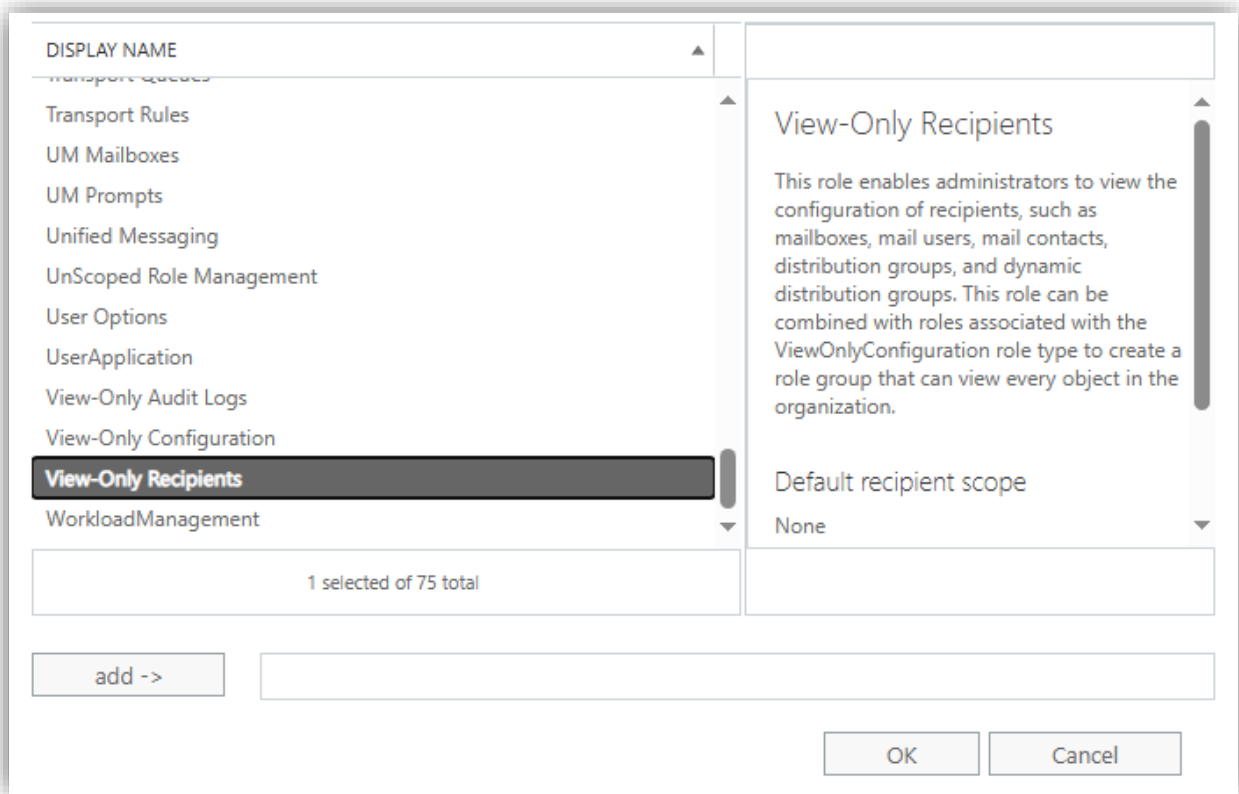 DISPLAY NAME
Transport Queues
Transport Rules
UM Mailboxes
UM Prompts
Unified Messaging
UnScoped Role Management
User Options
UserApplication
View-Only Audit Logs
View-Only Configuration
View-Only Recipients
WorkloadManagement
1 selected of 75 total
View-Only Recipients
This role enables administrators to view the
configuration of recipients, such as
mailboxes, mail users, mail contacts,
distribution groups, and dynamic
distribution groups. This role can be
combined with roles associated with the
ViewOnlyConfiguration role type to create a
role group that can view every object in the
organization.
Default recipient scope
None
add ->
OK
Cancel